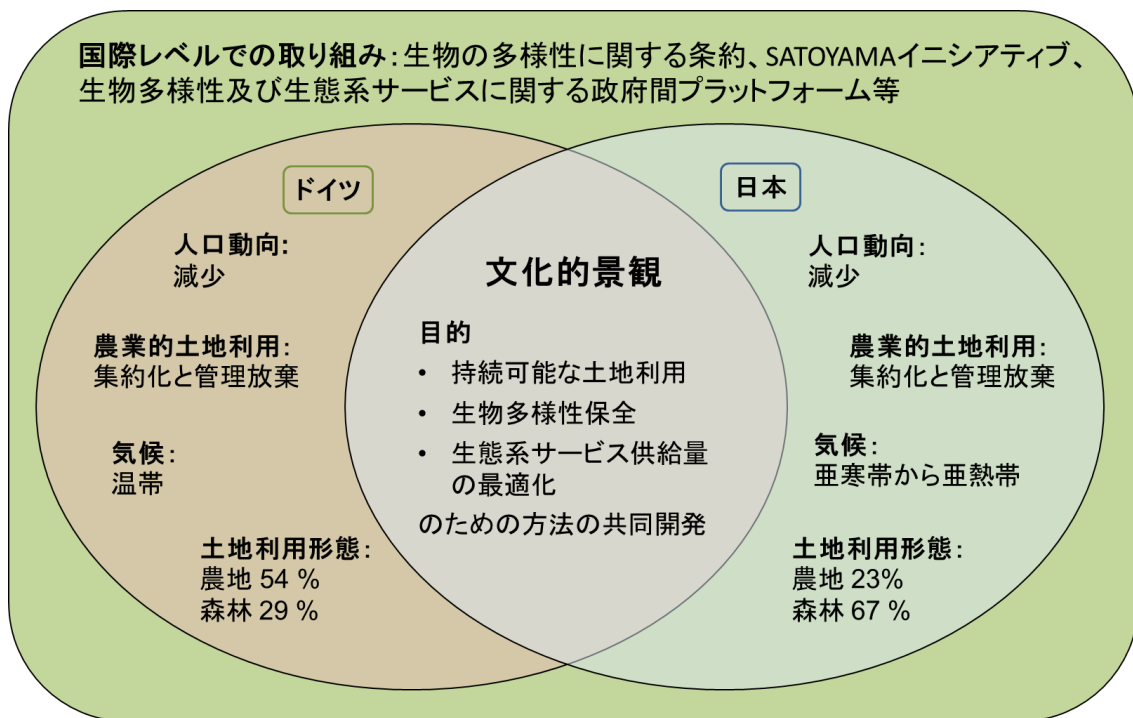 国際レベルでの取り組み：生物の多様性に関する条約、SATOYAMAイニシアティブ、
生物多様性及び生態系サービスに関する政府間プラットフォーム等
ドイツ
人口動向：
減少
農業的土地利用：
集約化と管理放棄
気候：
温帯
土地利用形態：
農地 54 %
森林 29 %
文化的景観
目的
• 持続可能な土地利用
• 生物多様性保全
• 生態系サービス供給量
の最適化
のための方法の共同開発
日本
人口動向：
減少
農業的土地利用：
集約化と管理放棄
気候：
亜寒帯から亜熱帯
土地利用形態：
農地 23%
森林 67 %